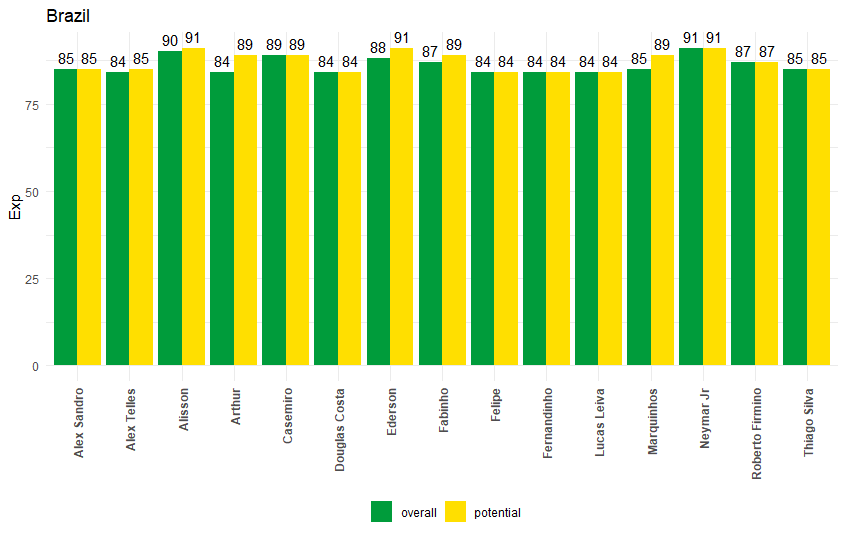 Brazil
85 85 84 85 90 91 84 89 89 89 84 84 88 91 87 89 84 84 84 84 84 84 85 89 91 91 87 87 85 85
Exp
75
50
25
0
Alex Sandro
Alex Telles
Alisson
Arthur
Casemiro
Douglas Costa
Ederson
Fabinho
Felipe
Fernandinho
Lucas Leiva
Marquinhos
Neymar Jr
Roberto Firmino
Thiago Silva
overall potential